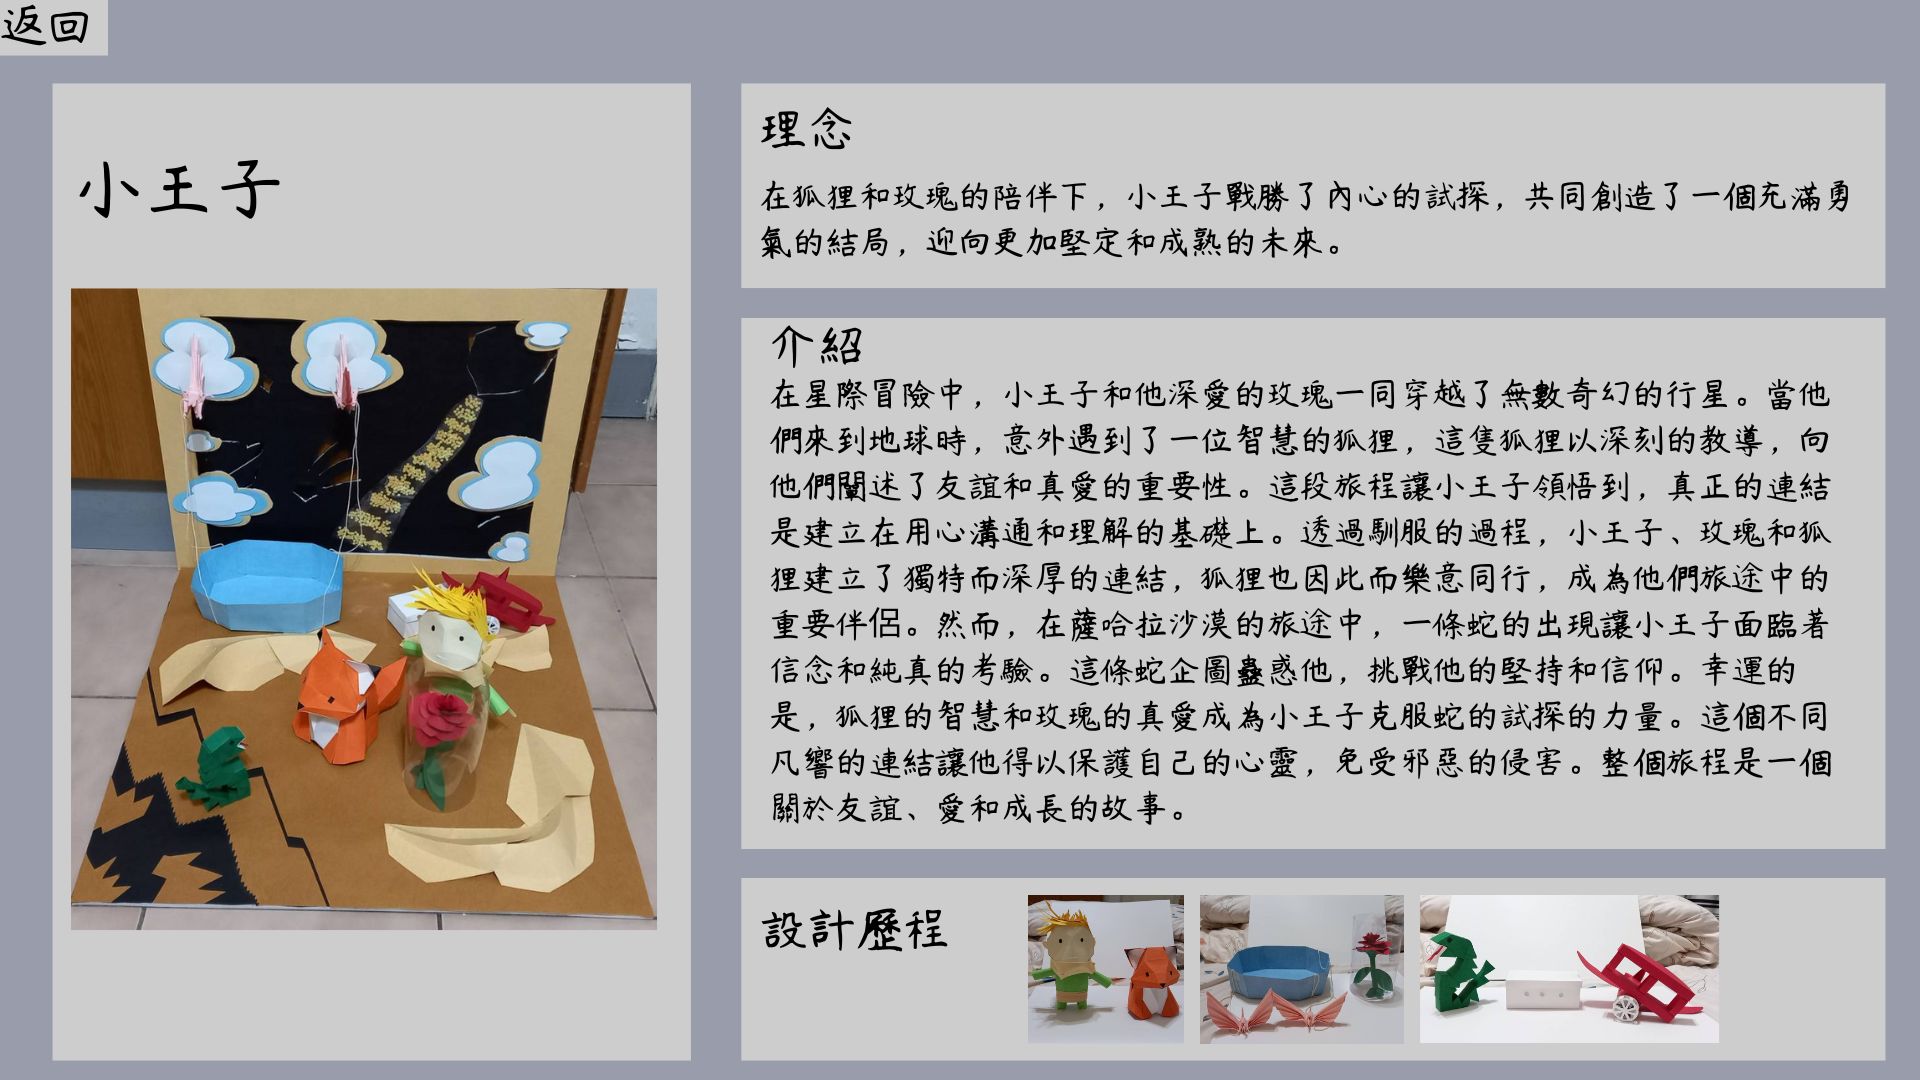 返回
小王子
理念
在狐狸和玫瑰的陪伴下，小王子戰勝了內心的試探，共同創造了一個充滿勇
氣的結局，迎向更加堅定和成熟的未來。
介紹
在星際冒險中，小王子和他深愛的玫瑰一同穿越了無數奇幻的行星。當他
們來到地球時，意外遇到了一位智慧的狐狸，這隻狐狸以深刻的教導，向
他們闡述了友誼和真愛的重要性。這段旅程讓小王子領悟到，真正的連結
是建立在用心溝通和理解的基礎上。透過馴服的過程，小王子、玫瑰和狐
狸建立了獨特而深厚的連結，狐狸也因此而樂意同行，成為他們旅途中的
重要伴侶。然而，在薩哈拉沙漠的旅途中，一條蛇的出現讓小王子面臨著
信念和純真的考驗。這條蛇企圖蠱惑他，挑戰他的堅持和信仰。幸運的
是，狐狸的智慧和玫瑰的真愛成為小王子克服蛇的試探的力量。這個不同
凡響的連結讓他得以保護自己的心靈，免受邪惡的侵害。整個旅程是一個
關於友誼、愛和成長的故事。
設計歷程